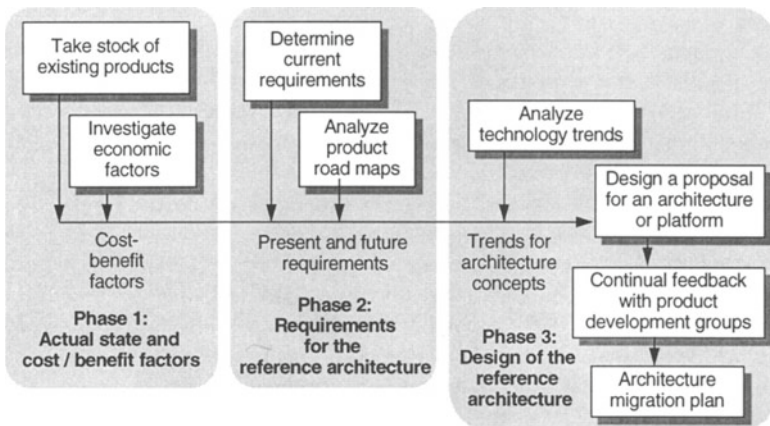 Take stock of
existing products
Investigate
economic
factors
Cost-
benefit
factors
Phase 1:
Actual state and
cost / benefit factors
Determine
current
requirements
Analyze
product
road maps
Present and future
requirements
Phase 2:
Requirements
for the
reference architecture
Analyze
technology trends
Trends for
architecture
concepts
Phase 3:
Design of the
reference
architecture
Design a proposal
for an architecture
or platform
Continual feedback
with product
development groups
Architecture
migration plan